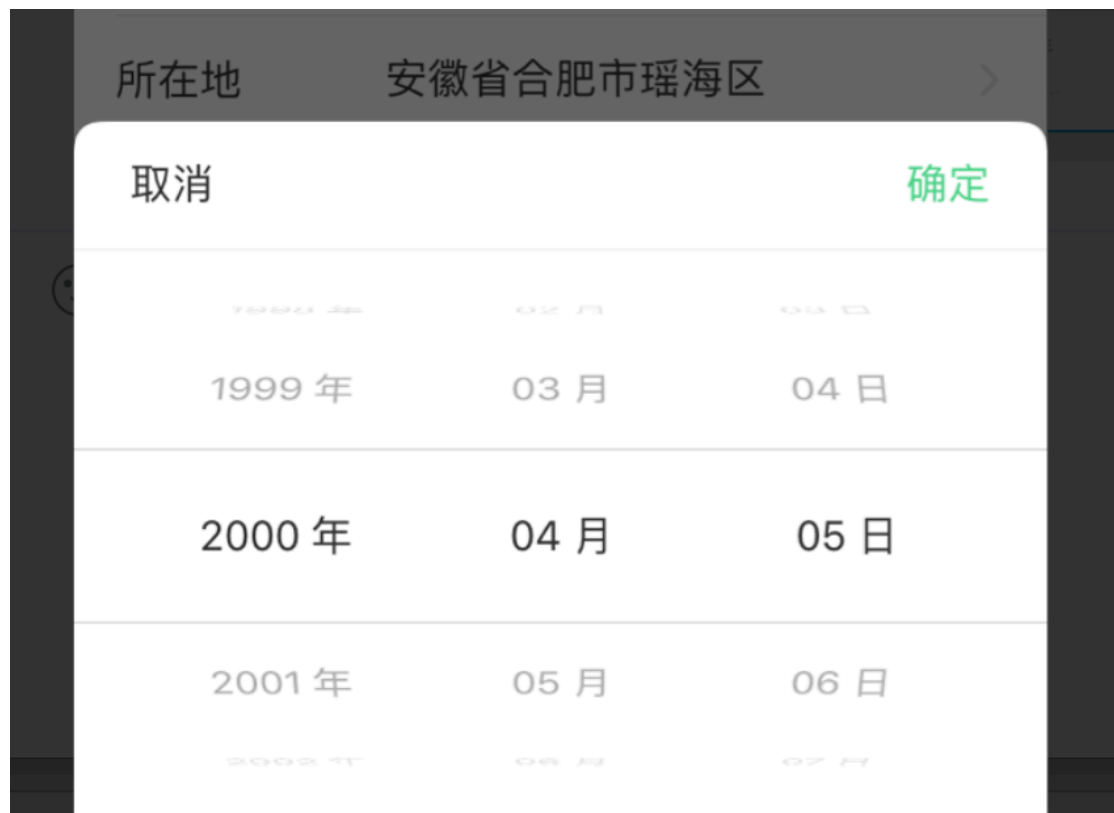 所在地 安徽省合肥市瑶海区
取消 确定
1999 年 03 月 04 日
2000 年 04 月 05 日
2001 年 05 月 06 日